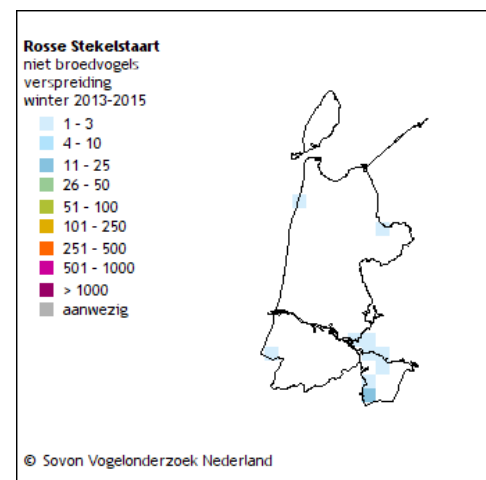 Rosse Stekelstaart
niet broedvogels
verspreiding
winter 2013-2015
1 - 3
4 - 10
11 - 25
26 - 50
51 - 100
101 - 250
251 - 500
501 - 1000
> 1000
aanwezig
© Sovon Vogelonderzoek Nederland